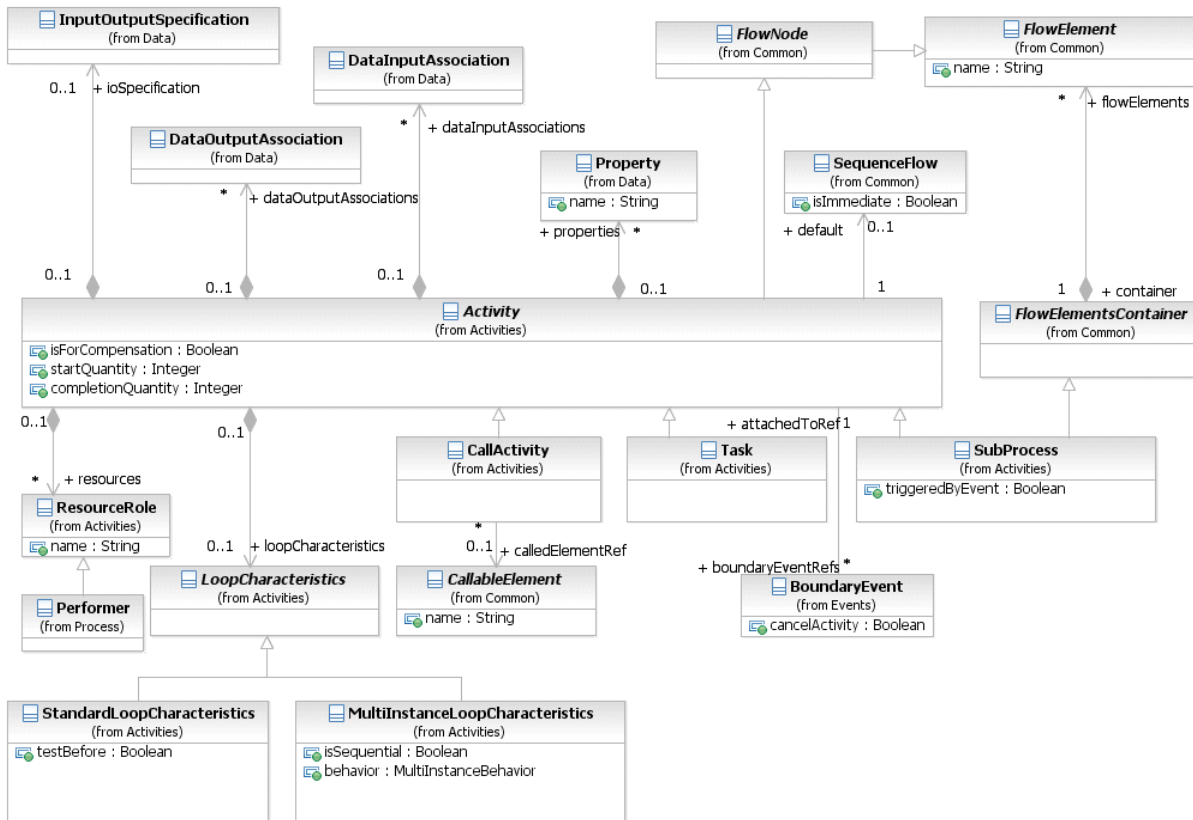 InputOutputSpecification
(from Data)
0..1
+ ioSpecification
DataInputAssociation
(from Data)
*
+ dataInputAssociations
FlowNode
(from Common)
FlowElement
(from Common)
name : String
*
+ flowElements
DataOutputAssociation
(from Data)
*
+ dataOutputAssociations
Property
(from Data)
name : String
+ properties
*
SequenceFlow
(from Common)
isImmediate : Boolean
+ default
0..1
0..1
0..1
0..1
0..1
1
1
+ container
Activity
(from Activities)
isForCompensation : Boolean
startQuantity : Integer
completionQuantity : Integer
FlowElementsContainer
(from Common)
0..1
0..1
+ attachedToRef
1
* + resources
CallActivity
(from Activities)
Task
(from Activities)
SubProcess
(from Activities)
triggeredByEvent : Boolean
ResourceRole
(from Activities)
name : String
0..1
+ loopCharacteristics
*
0..1
+ calledElementRef
+ boundaryEventRefs
*
Performer
(from Process)
LoopCharacteristics
(from Activities)
CallableElement
(from Common)
name : String
BoundaryEvent
(from Events)
cancelActivity : Boolean
StandardLoopCharacteristics
(from Activities)
testBefore : Boolean
MultiInstanceLoopCharacteristics
(from Activities)
isSequential : Boolean
behavior : MultiInstanceBehavior